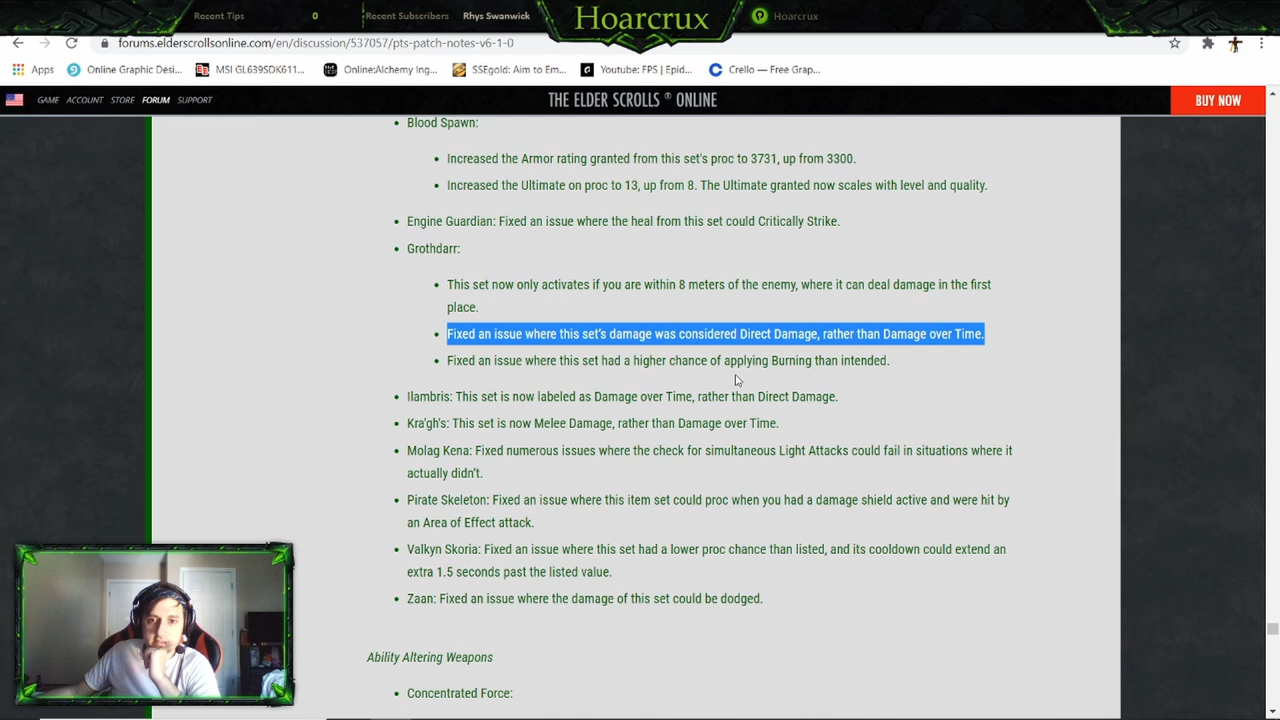 Recent Tips
0
Recent Subscribers
Rhys Swanwick
Hoarcrux
Hoarcrux
forums.elderscrollsonline.com/en/discussion/537057/pts-patch-notes-v6-1-0
Apps
Online Graphic Desi...
MSI GL639SDK611...
Online:Alchemy Ing...
SSEgold: Aim to Em...
Youtube: FPS | Epid...
Crello — Free Grap...
GAME ACCOUNT STORE FORUM SUPPORT
THE ELDER SCROLLS ® ONLINE
BUY NOW
• Blood Spawn:
• Increased the Armor rating granted from this set's proc to 3731, up from 3300.
• Increased the Ultimate on proc to 13, up from 8. The Ultimate granted now scales with level and quality.
• Engine Guardian: Fixed an issue where the heal from this set could Critically Strike.
• Grothdarr:
• This set now only activates if you are within 8 meters of the enemy, where it can deal damage in the first
place.
• Fixed an issue where this set's damage was considered Direct Damage, rather than Damage over Time.
• Fixed an issue where this set had a higher chance of applying Burning than intended.
• Ilambris: This set is now labeled as Damage over Time, rather than Direct Damage.
• Kra'gh's: This set is now Melee Damage, rather than Damage over Time.
• Molag Kena: Fixed numerous issues where the check for simultaneous Light Attacks could fail in situations where it
actually didn't.
• Pirate Skeleton: Fixed an issue where this item set could proc when you had a damage shield active and were hit by
an Area of Effect attack.
• Valkyn Skoria: Fixed an issue where this set had a lower proc chance than listed, and its cooldown could extend an
extra 1.5 seconds past the listed value.
• Zaan: Fixed an issue where the damage of this set could be dodged.
Ability Altering Weapons
• Concentrated Force: